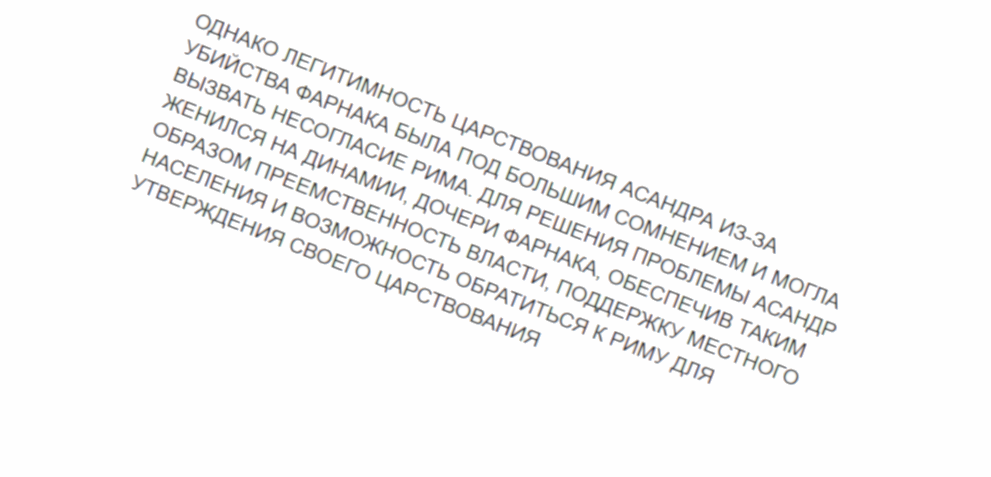 ОДНАКО ЛЕГИТИМНОСТЬ ЦАРСТВОВАНИЯ АСАНДРА ИЗ-ЗА
УБИЙСТВА ФАРНАКА БЫЛА ПОД БОЛЬШИМ СОМНЕНИЕМ И МОГЛА
ВЫЗВАТЬ НЕСОГЛАСИЕ РИМА. ДЛЯ РЕШЕНИЯ ПРОБЛЕМЫ АСАНДР
ЖЕНИЛСЯ НА ДИНАМИИ, ДОЧЕРИ ФАРНАКА, ОБЕСПЕЧИВ ТАКИМ
ОБРАЗОМ ПРЕЕМСТВЕННОСТЬ ВЛАСТИ, ПОДДЕРЖКУ МЕСТНОГО
НАСЕЛЕНИЯ И ВОЗМОЖНОСТЬ ОБРАТИТЬСЯ К РИМУ ДЛЯ
УТВЕРЖДЕНИЯ СВОЕГО ЦАРСТВОВАНИЯ